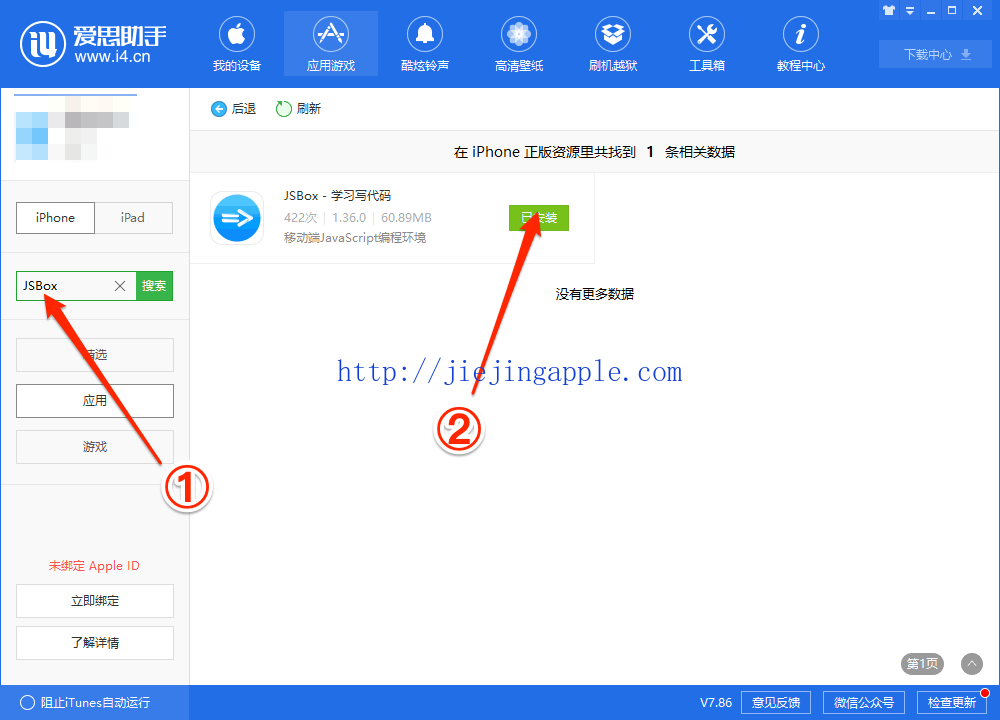 爱思助手
www.i4.cn
我的设备
应用游戏
酷炫铃声
高清壁纸
刷机越狱
工具箱
教程中心
下载中心
后退
刷新
在 iPhone 正版资源里共找到 1 条相关数据
iPhone
iPad
JSBox - 学习写代码
422次 | 1.36.0 | 60.89MB
移动端JavaScript编程环境
已安装
JSBox
搜索
没有更多数据
精选
应用
游戏
http://jiejingapple.com
②
①
未绑定 Apple ID
立即绑定
了解详情
第1页
阻止iTunes自动运行
V7.86
意见反馈
微信公众号
检查更新